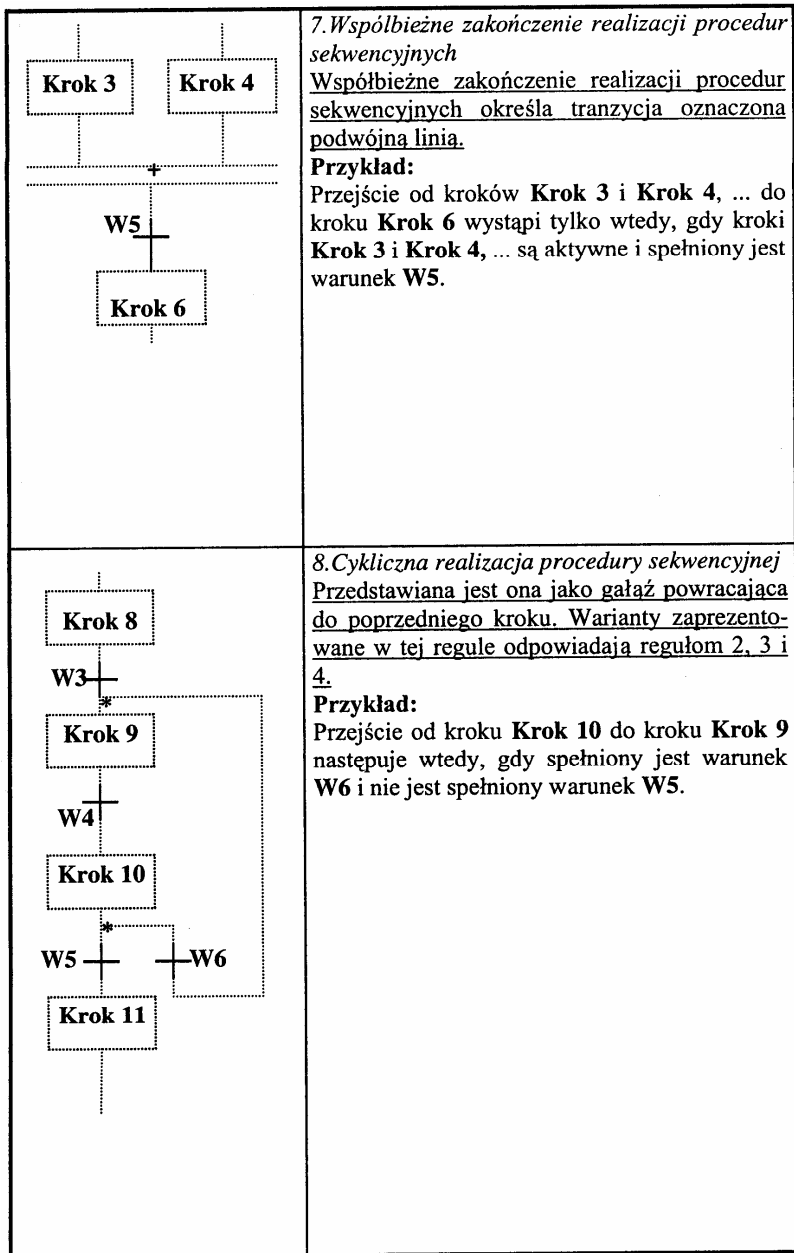 Krok 3 Krok 4
+
W5
Krok 6
7.Współbieżne zakończenie realizacji procedur
sekwencyjnych
Współbieżne zakończenie realizacji procedur
sekwencyjnych określa tranzycja oznaczona
podwójną linią.
Przykład:
Przejście od kroków Krok 3 i Krok 4, ... do
kroku Krok 6 wystąpi tylko wtedy, gdy kroki
Krok 3 i Krok 4, ... są aktywne i spełniony jest
warunek W5.
Krok 8
W3
*
Krok 9
W4
Krok 10
*
W5 W6
Krok 11
8.Cykliczna realizacja procedury sekwencyjnej
Przedstawiana jest ona jako gałąź powracająca
do poprzedniego kroku. Warianty zaprezento-
wane w tej regule odpowiadają regułom 2, 3 i
4.
Przykład:
Przejście od kroku Krok 10 do kroku Krok 9
następuje wtedy, gdy spełniony jest warunek
W6 i nie jest spełniony warunek W5.